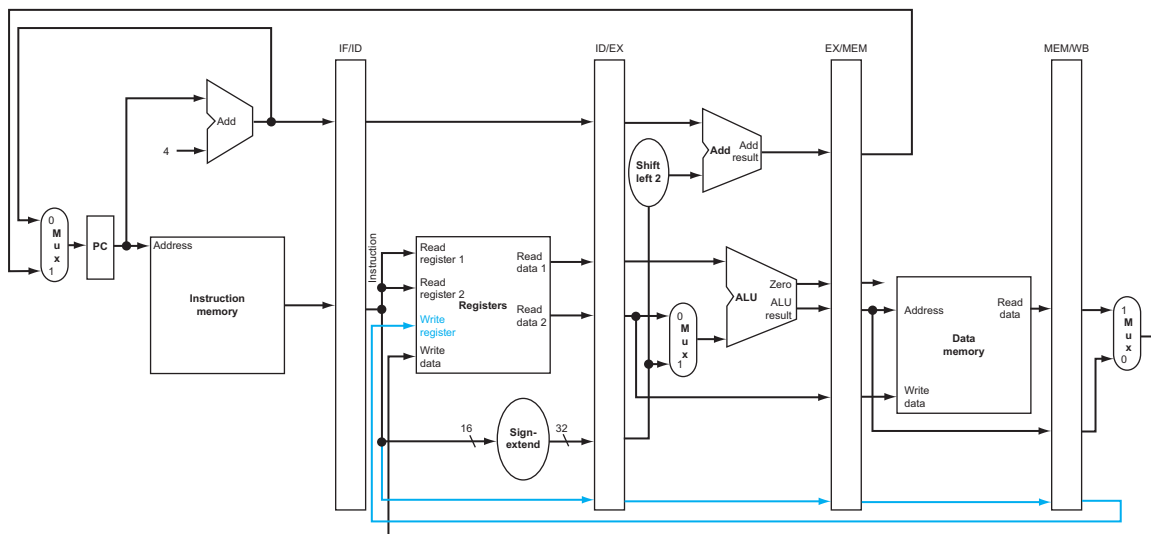 IF/ID
ID/EX
EX/MEM
MEM/WB
Add
4
Add
Add
result
Shift
left 2
0
M
u
x
1
PC
Address
Instruction
memory
Instruction
Read
register 1
Read
register 2
Write
register
Write
data
Registers
Read
data 1
Read
data 2
0
M
u
x
1
Zero
ALU
ALU
result
Address
Read
data
Data
memory
Write
data
1
M
u
x
0
16
Sign-
extend
32